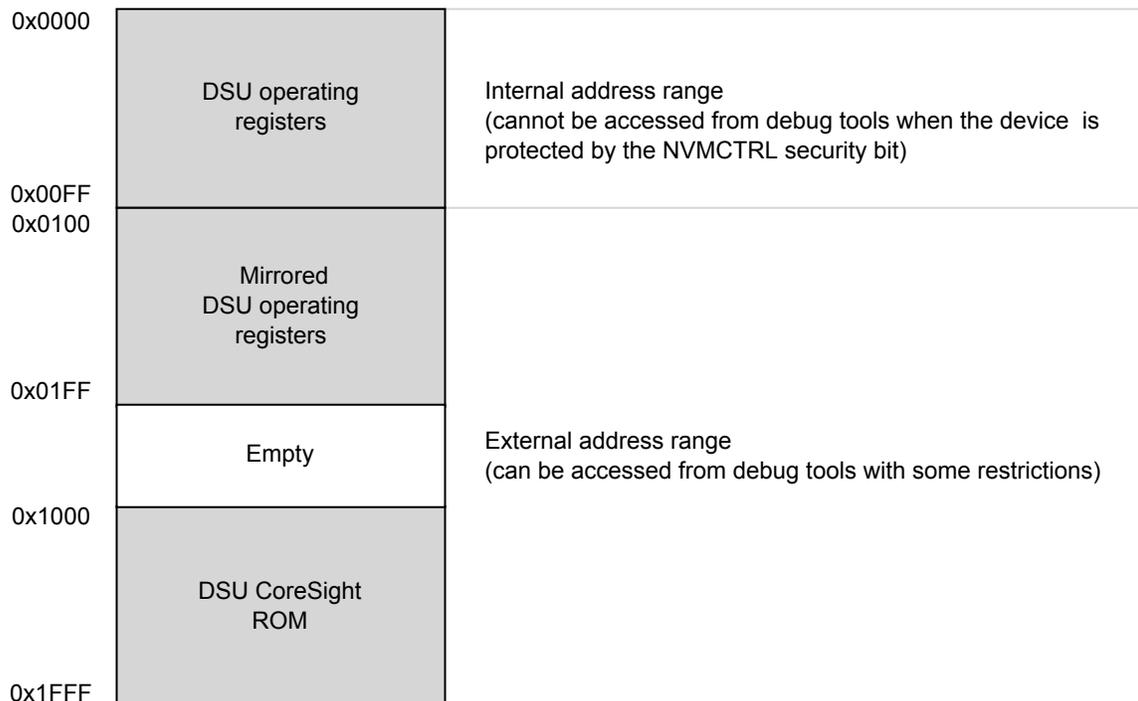 0x0000
DSU operating
registers
Internal address range
(cannot be accessed from debug tools when the device  is
protected by the NVMCTRL security bit)
0x00FF
0x0100
Mirrored
DSU operating
registers
0x01FF
Empty
External address range
(can be accessed from debug tools with some restrictions)
0x1000
DSU CoreSight
ROM
0x1FFF